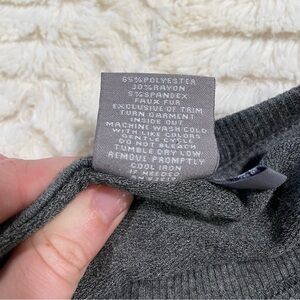 65%POLYESTER
30%RAYON
5%SPANDEX
FAUX FUR
EXCLUSIVE OF TRIM
TURN GARMENT
INSIDE OUT
MACHINE WASH COLD
WITH LIKE COLORS
GENTLE CYCLE
DO NOT BLEACH
TUMBLE DRY LOW
REMOVE PROMPTLY
COOL IRON
IF NEEDED